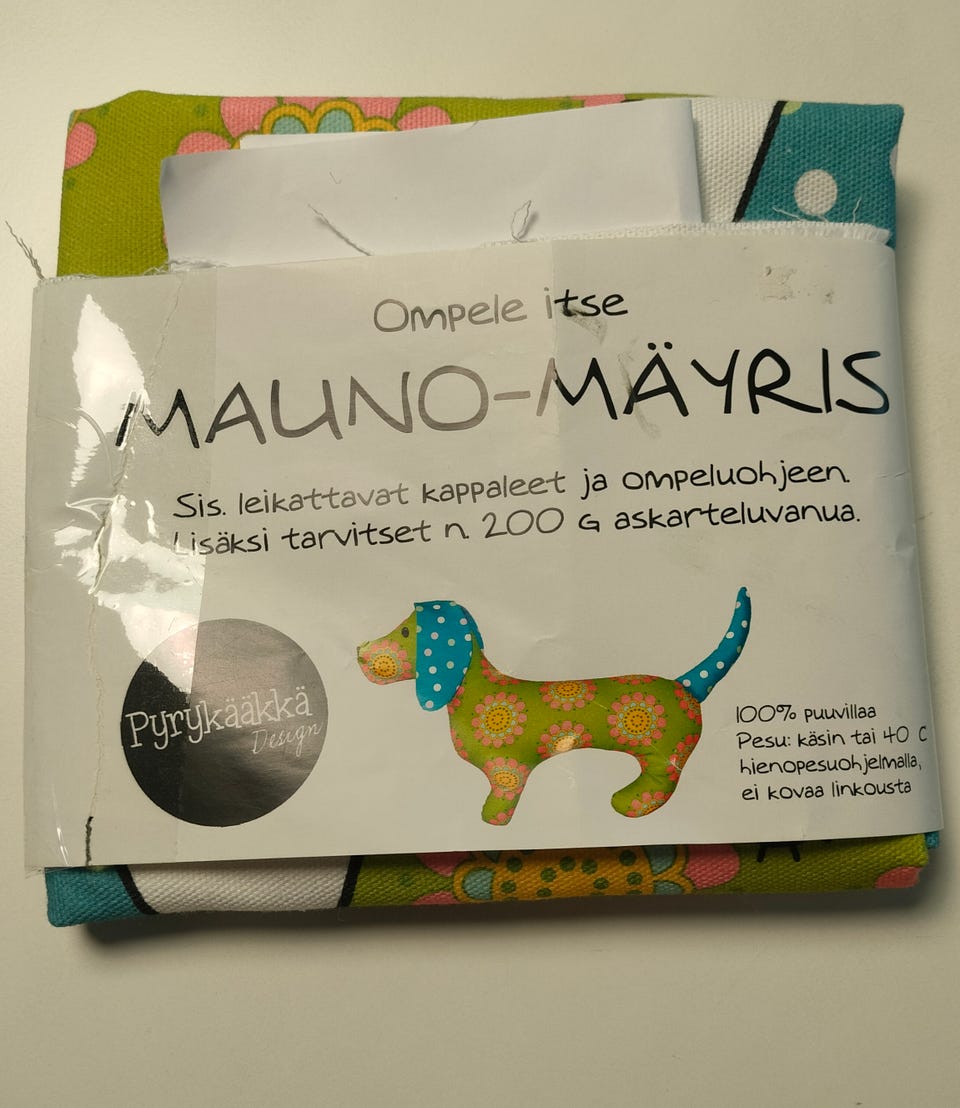 Ompele itse
MAUNO-MÄYRIS
Sis. leikattavat kappaleet ja ompeluohjeen.
Lisäksi tarvitset n. 200 G askarteluvanua.
Pyrykääkkä
Design
100% puuvillaa
Pesu: käsin tai 40 C
hienopesuohjelmalla,
ei kovaa linkousta